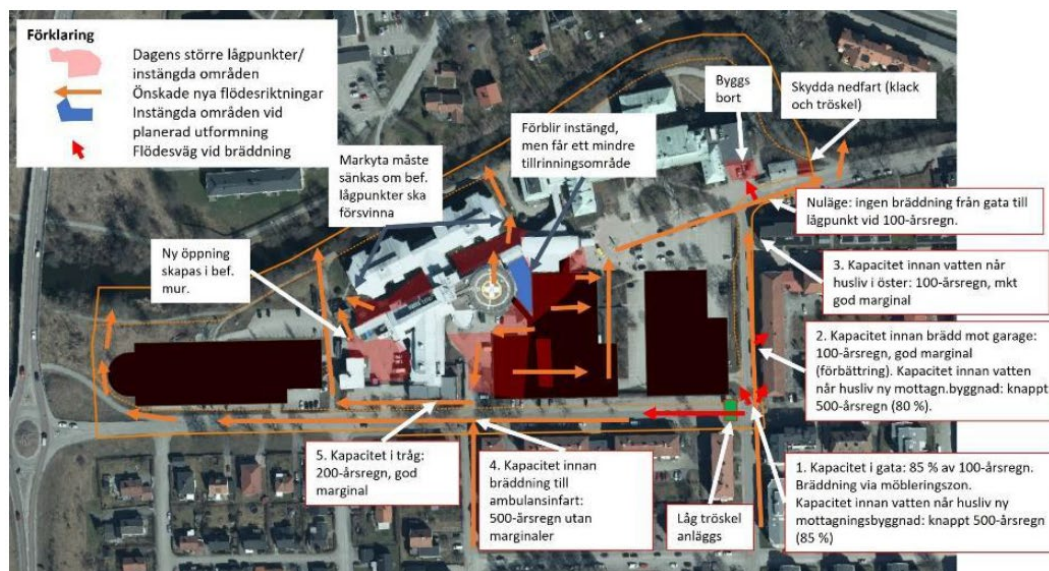 Förklaring
Dagens större lågpunkter/
instängda områden
Önskade nya flödesriktningar
Instängda områden vid
planerad utformning
Flödesväg vid bräddning
Markyta måste
sänkas om bef.
lågpunkter ska
försvinna
Förblir instängd,
men får ett mindre
tillrinningsområde
Byggs
bort
Skydda nedfart (klack
och tröskel)
Ny öppning
skapas i bef.
mur.
Nuläge: ingen bräddning från gata till
lågpunkt vid 100-årsregn.
3. Kapacitet innan vatten når
husliv i öster: 100-årsregn, mkt
god marginal
2. Kapacitet innan brädd mot garage:
100-årsregn, god marginal
(förbättring). Kapacitet innan vatten
når husliv ny mottagn.byggnad: knappt
500-årsregn (80 %).
5. Kapacitet i tråg:
200-årsregn, god
marginal
4. Kapacitet innan
bräddning till
ambulansinfart:
500-årsregn utan
marginaler
Låg tröskel
anläggs
1. Kapacitet i gata: 85 % av 100-årsregn.
Bräddning via möbleringszon.
Kapacitet innan vatten når husliv ny
mottagningsbyggnad: knappt 500-årsregn
(85 %)